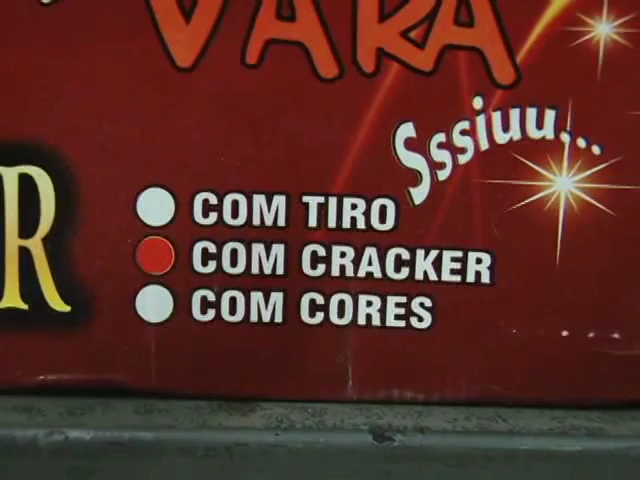 VARA
Sssiuu...
R
COM TIRO
COM CRACKER
COM CORES